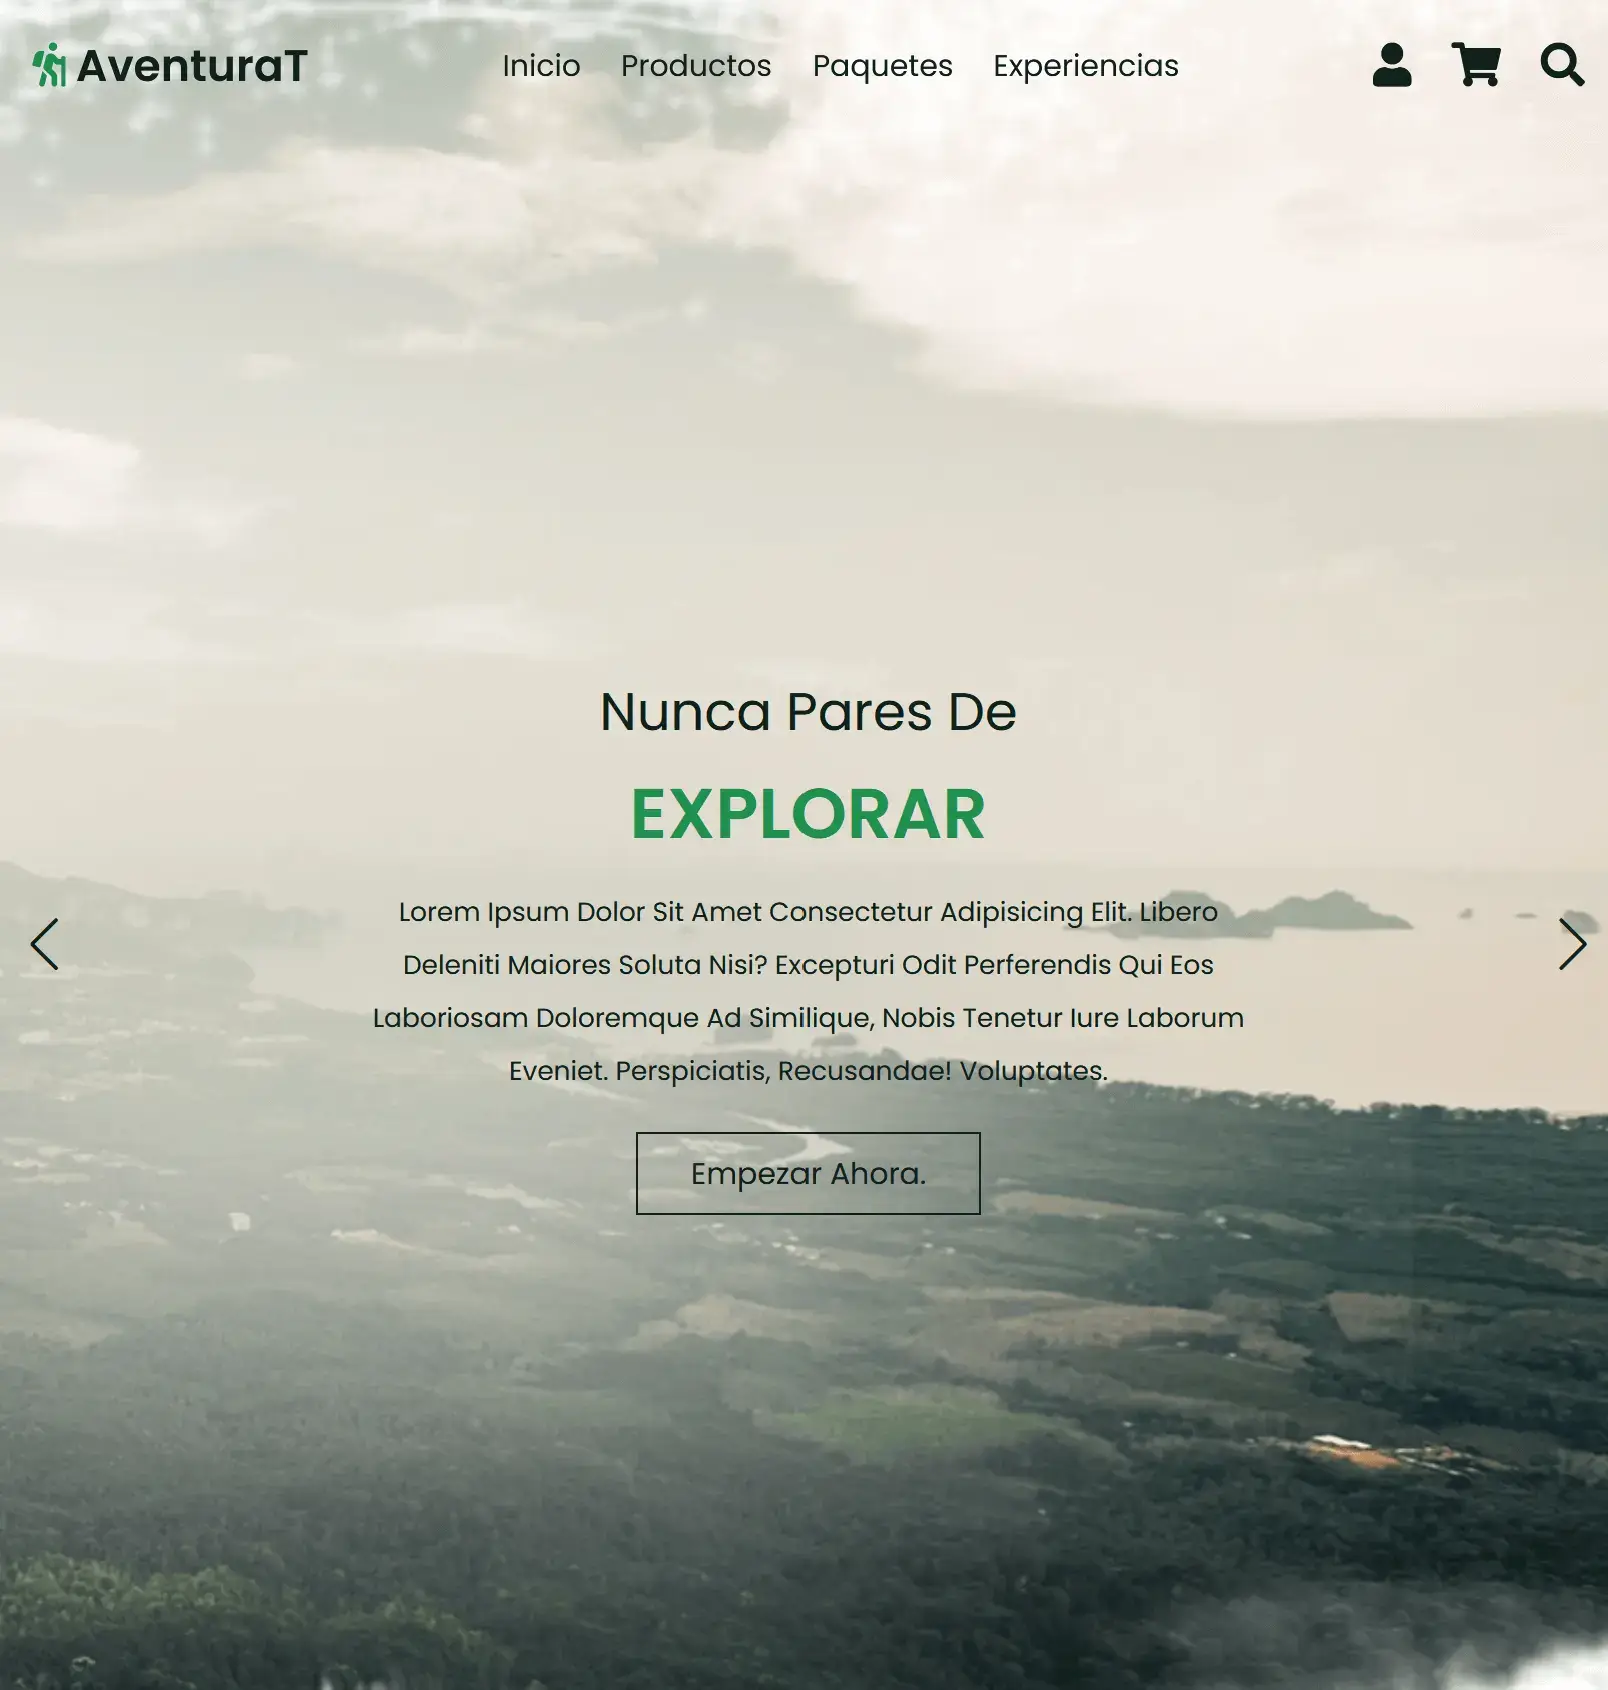 AventuraT
Inicio Productos Paquetes Experiencias
Nunca Pares De
EXPLORAR
Lorem Ipsum Dolor Sit Amet Consectetur Adipisicing Elit. Libero
Deleniti Maiores Soluta Nisi? Excepturi Odit Perferendis Qui Eos
Laboriosam Doloremque Ad Similique, Nobis Tenetur Iure Laborum
Eveniet. Perspiciatis, Recusandae! Voluptates.
Empezar Ahora.